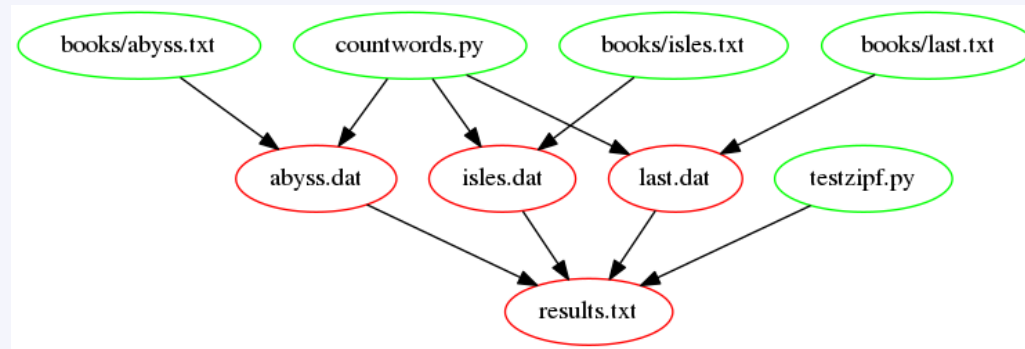 books/abyss.txt
countwords.py
books/isles.txt
books/last.txt
abyss.dat
isles.dat
last.dat
testzipf.py
results.txt